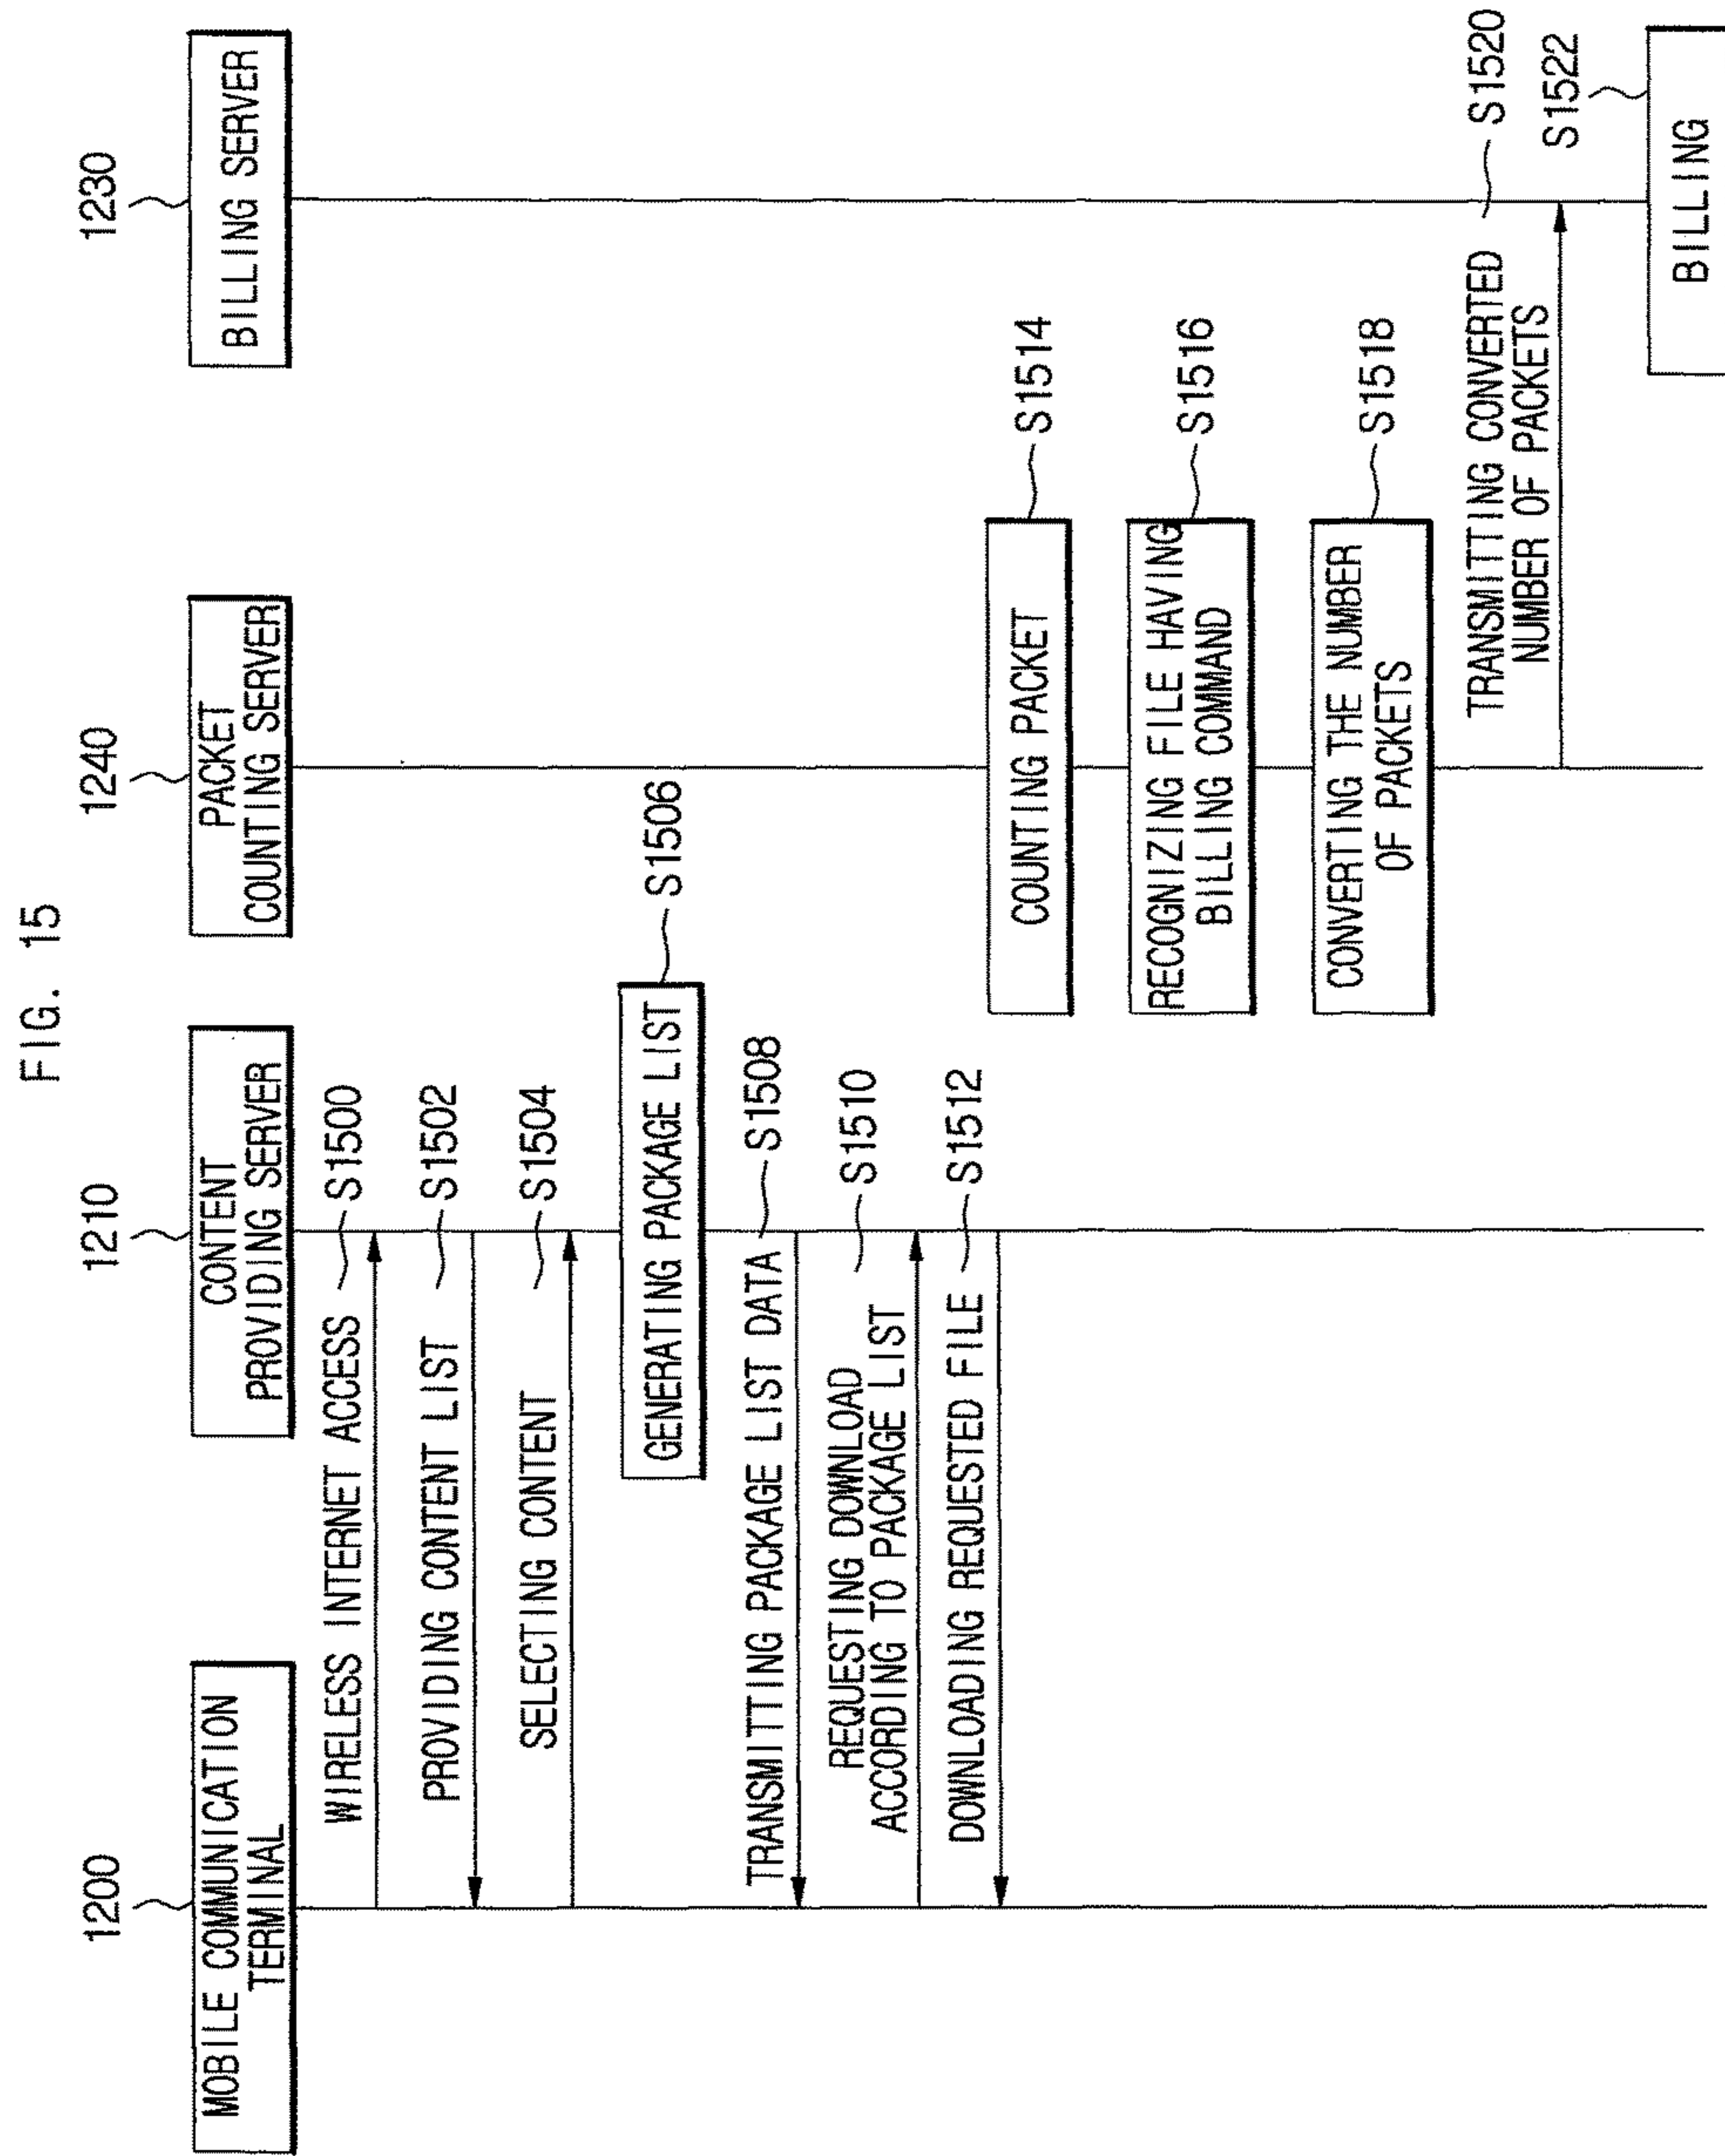 FIG. 15
1200
1210
1240
1230
MOBILE COMMUNICATION
TERMINAL
CONTENT
PROVIDING SERVER
PACKET
COUNTING SERVER
BILLING SERVER
WIRELESS INTERNET ACCESS
S1500
PROVIDING CONTENT LIST
S1502
SELECTING CONTENT
S1504
GENERATING PACKAGE LIST
S1506
TRANSMITTING PACKAGE LIST DATA
S1508
REQUESTING DOWNLOAD
ACCORDING TO PACKAGE LIST
S1510
DOWNLOADING REQUESTED FILE
S1512
COUNTING PACKET
S1514
RECOGNIZING FILE HAVING
BILLING COMMAND
S1516
CONVERTING THE NUMBER
OF PACKETS
S1518
TRANSMITTING CONVERTED
NUMBER OF PACKETS
S1520
S1522
BILLING